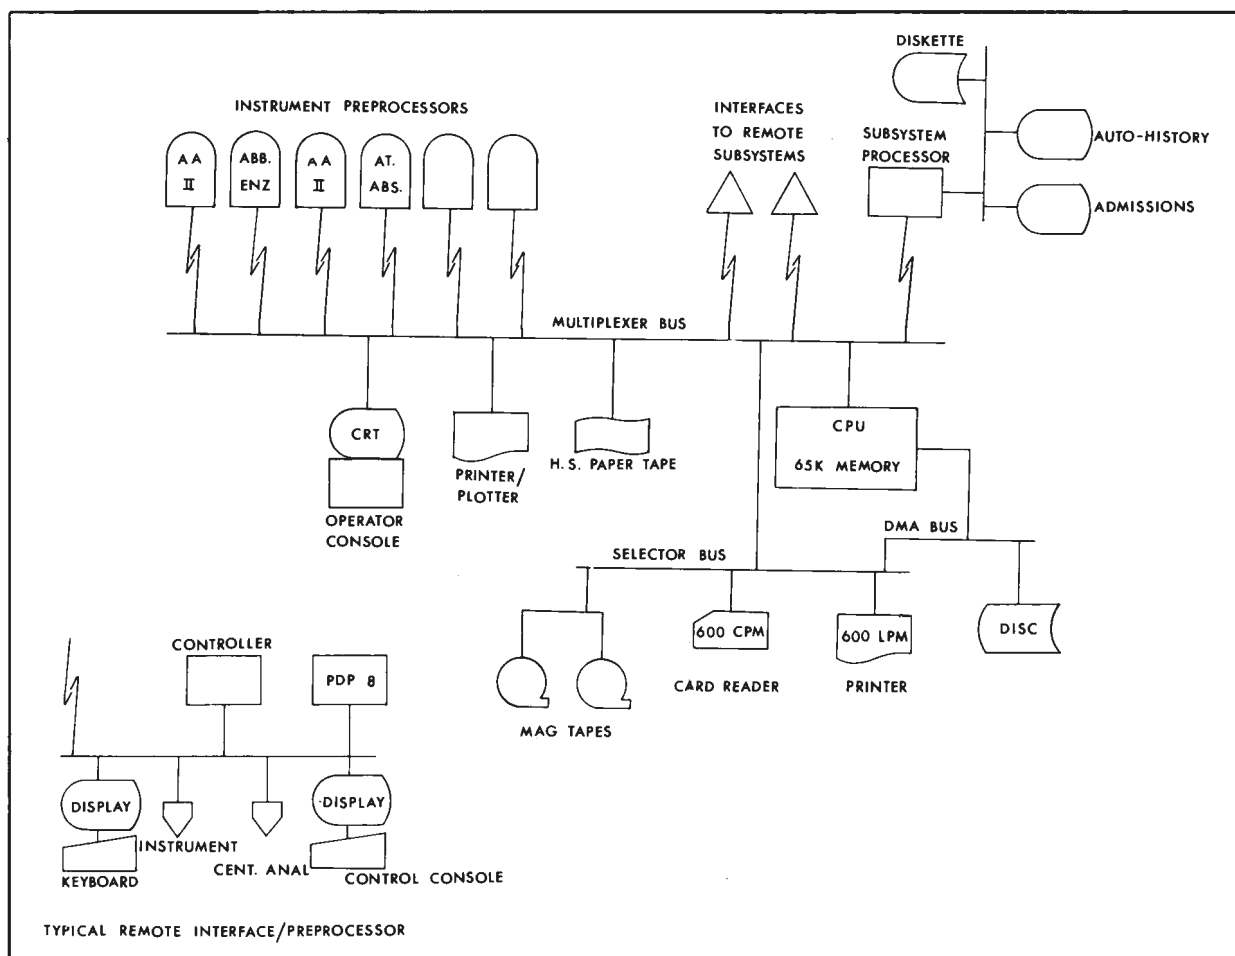 DISKETTE
INSTRUMENT PREPROCESSORS
INTERFACES
TO REMOTE
SUBSYSTEMS
SUBSYSTEM
PROCESSOR
AUTO-HISTORY
ADMISSIONS
AA
II
ABB.
ENZ
AA
II
AT.
ABS.
MULTIPLEXER BUS
CRT
OPERATOR
CONSOLE
PRINTER/
PLOTTER
H.S. PAPER TAPE
CPU
65K MEMORY
DMA BUS
SELECTOR BUS
MAG TAPES
600 CPM
CARD READER
600 LPM
PRINTER
DISC
CONTROLLER
PDP 8
DISPLAY
KEYBOARD
INSTRUMENT
CENT. ANAL
DISPLAY
CONTROL CONSOLE
TYPICAL REMOTE INTERFACE/PREPROCESSOR